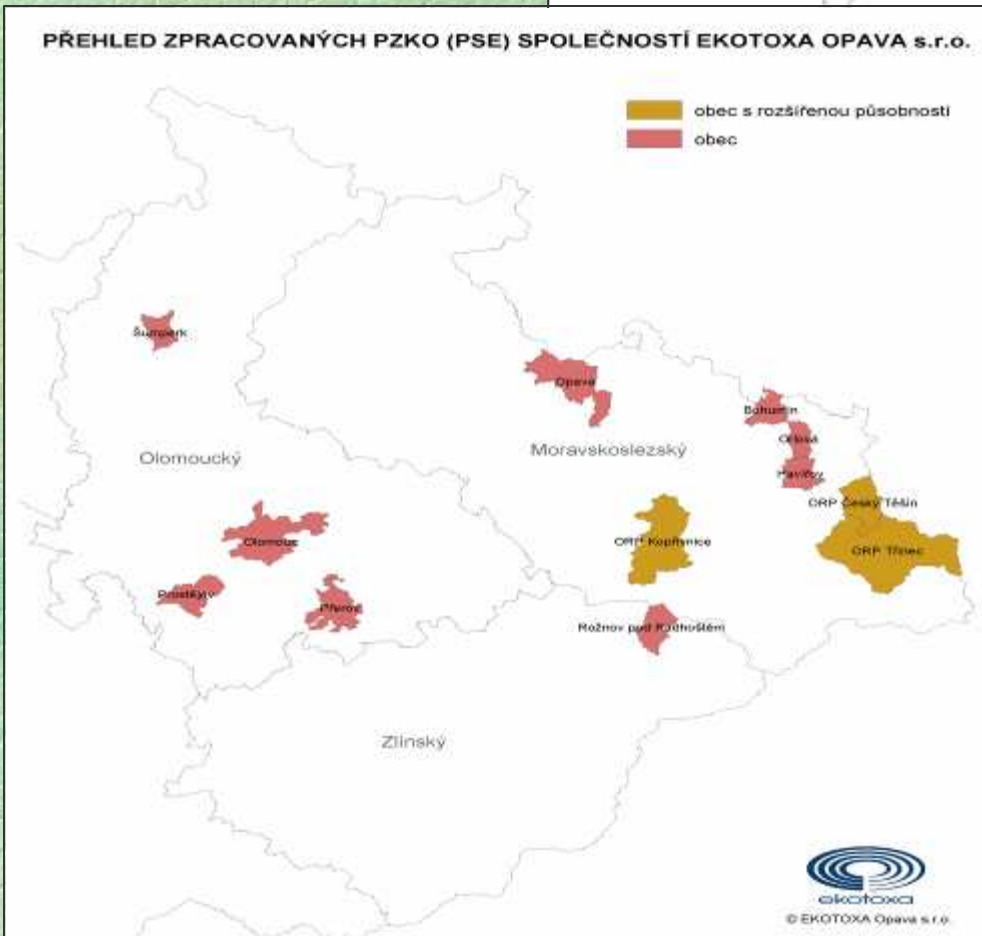 PŘEHLED ZPRACOVANÝCH PZKO (PSE) SPOLEČNOSTÍ EKOTOXA OPAVA s.r.o.
obec s rozšířenou působností
obec
Šumperk
Opava
Bohumín
Orlová
Havířov
Moravskoslezský
Olomoucký
ORP Český Těšín
Olomouc
ORP Kopřivnice
ORP Třinec
Prostějov
Přerov
Rožnov pod Radhoštěm
Zlínský
ekotoxa
© EKOTOXA Opava s.r.o.